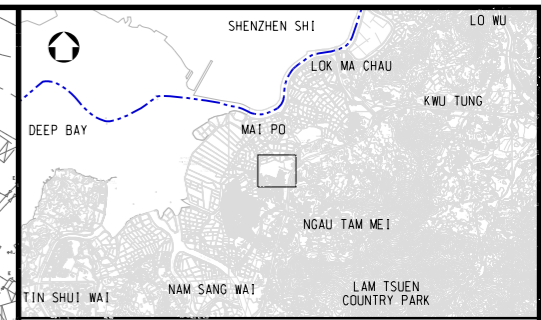 SHENZHEN SHI
LO WU
LOK MA CHAU
KWU TUNG
DEEP BAY
MAI PO
NGAU TAM MEI
TIN SHUI WAI
NAM SANG WAI
LAM TSUEN
COUNTRY PARK